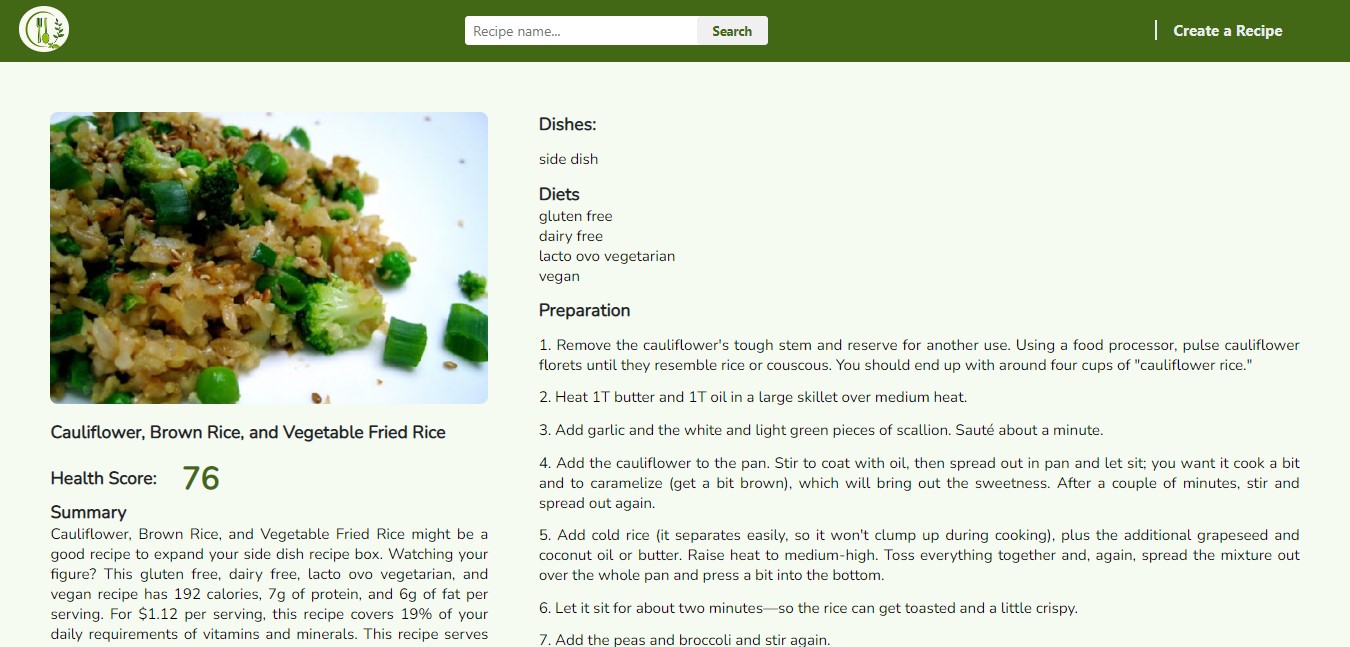 Recipe name...
Search
Create a Recipe
Cauliflower, Brown Rice, and Vegetable Fried Rice
Health Score: 76
Summary
Cauliflower, Brown Rice, and Vegetable Fried Rice might be a
good recipe to expand your side dish recipe box. Watching your
figure? This gluten free, dairy free, lacto ovo vegetarian, and
vegan recipe has 192 calories, 7g of protein, and 6g of fat per
serving. For $1.12 per serving, this recipe covers 19% of your
daily requirements of vitamins and minerals. This recipe serves
Dishes:
side dish
Diets
gluten free
dairy free
lacto ovo vegetarian
vegan
Preparation
1. Remove the cauliflower's tough stem and reserve for another use. Using a food processor, pulse cauliflower
florets until they resemble rice or couscous. You should end up with around four cups of "cauliflower rice."
2. Heat 1T butter and 1T oil in a large skillet over medium heat.
3. Add garlic and the white and light green pieces of scallion. Sauté about a minute.
4. Add the cauliflower to the pan. Stir to coat with oil, then spread out in pan and let sit; you want it cook a bit
and to caramelize (get a bit brown), which will bring out the sweetness. After a couple of minutes, stir and
spread out again.
5. Add cold rice (it separates easily, so it won't clump up during cooking), plus the additional grapeseed and
coconut oil or butter. Raise heat to medium-high. Toss everything together and, again, spread the mixture out
over the whole pan and press a bit into the bottom.
6. Let it sit for about two minutes—so the rice can get toasted and a little crispy.
7. Add the peas and broccoli and stir again.